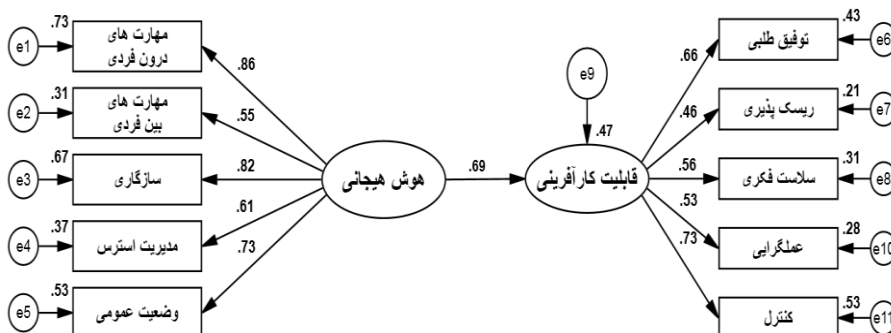 .73
e1
مهارت های
درون فردی
.86
.31
e2
مهارت های
بین فردی
.55
.67
e3
سازگاری
.82
.37
e4
مدیریت استرس
.61
.53
e5
وضعیت عمومی
.73
هوش هیجانی
.69
e9
.47
قابلیت کارآفرینی
.66
توفیق طلبی
.43
e6
.46
ریسک پذیری
.21
e7
.56
سلاست فکری
.31
e8
.53
عملگرایی
.28
e10
.73
کنترل
.53
e11